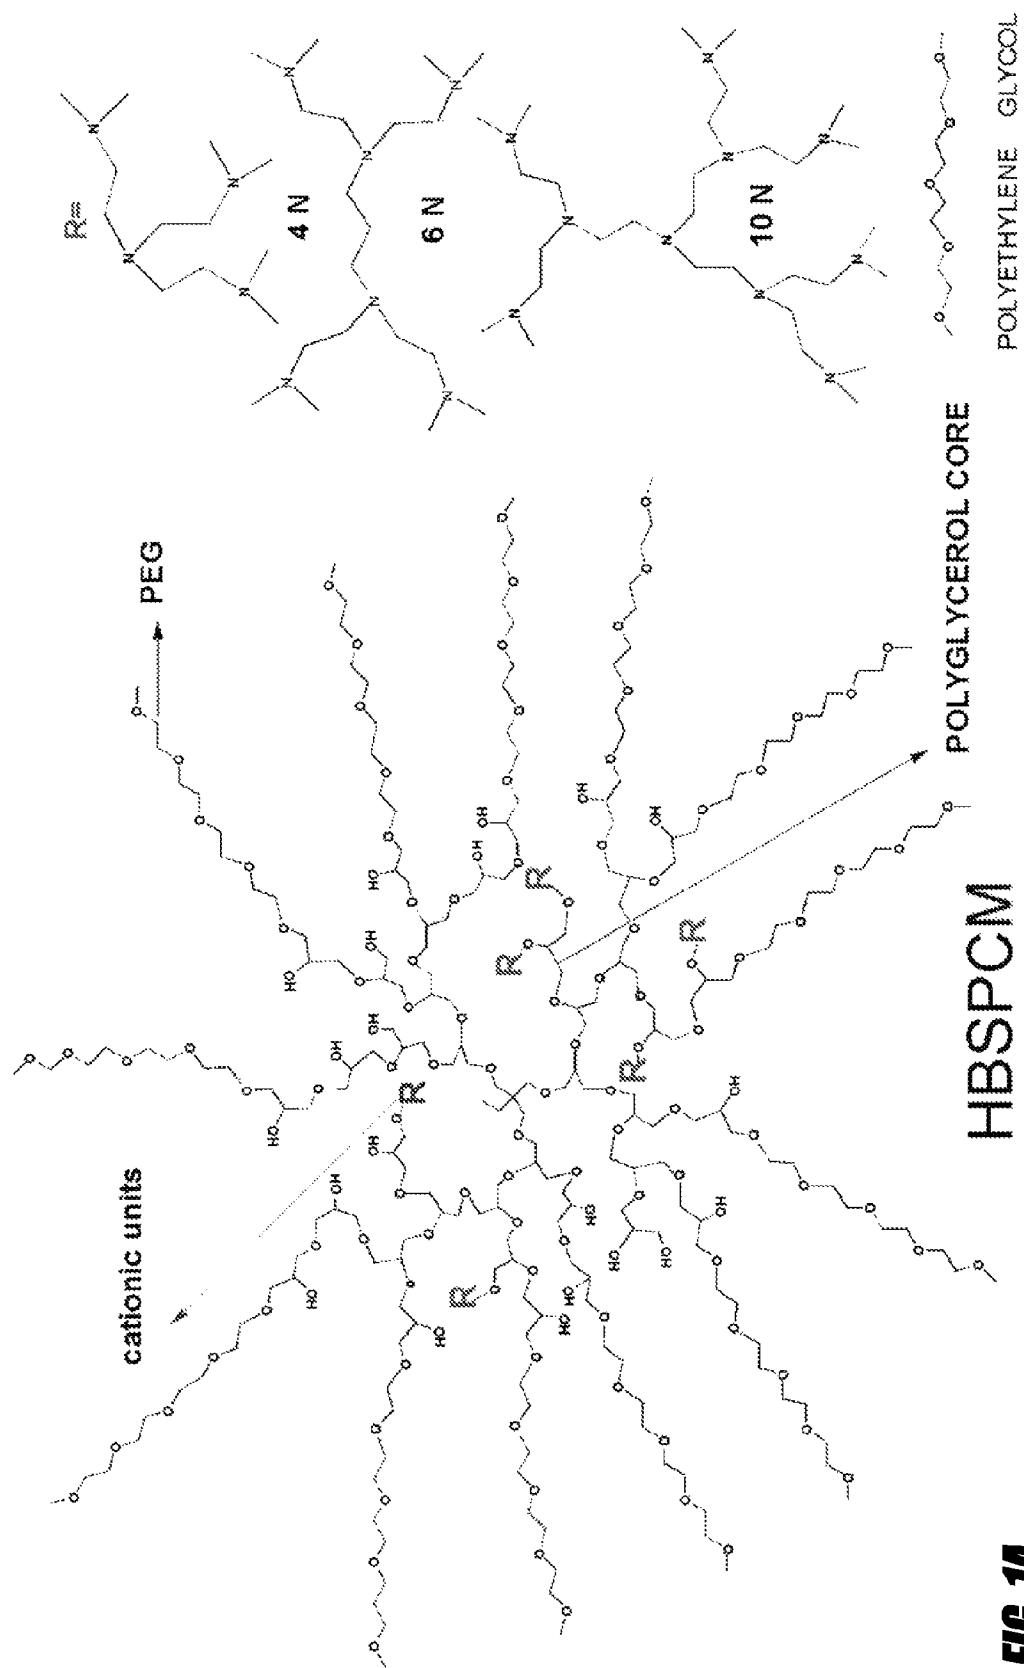 cationic units
PEG
R=
4 N
6 N
10 N
POLYETHYLENE GLYCOL
POLYGLYCEROL CORE
HBSPCM
FIG. 1A